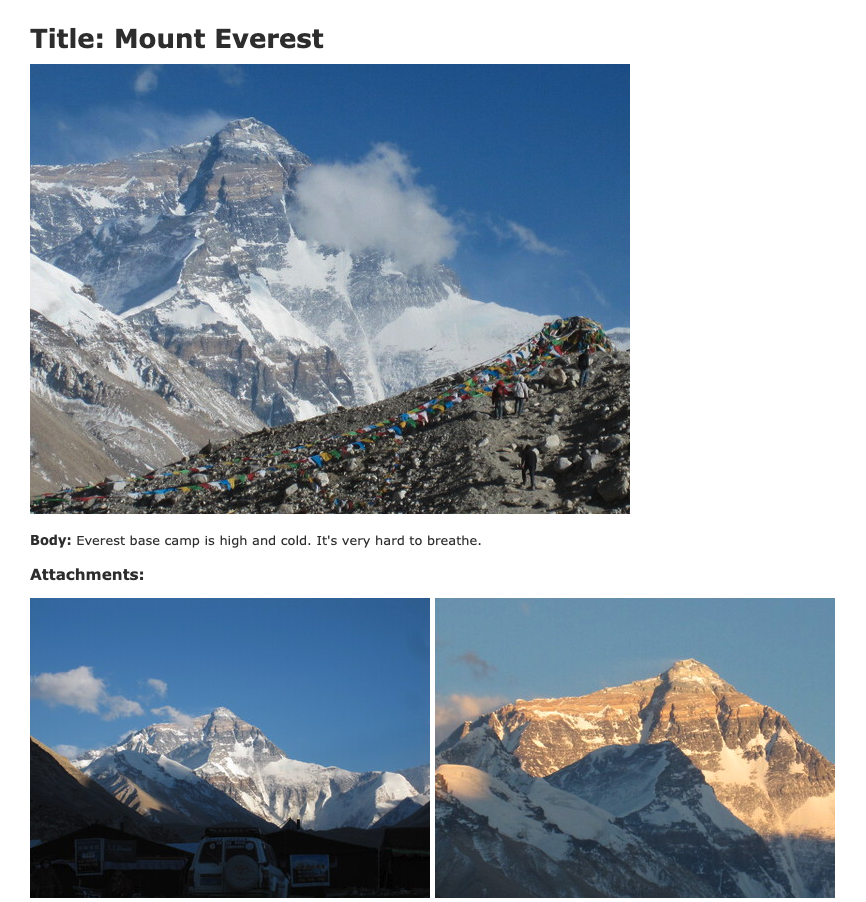 Title: Mount Everest
Body: Everest base camp is high and cold. It's very hard to breathe.
Attachments: